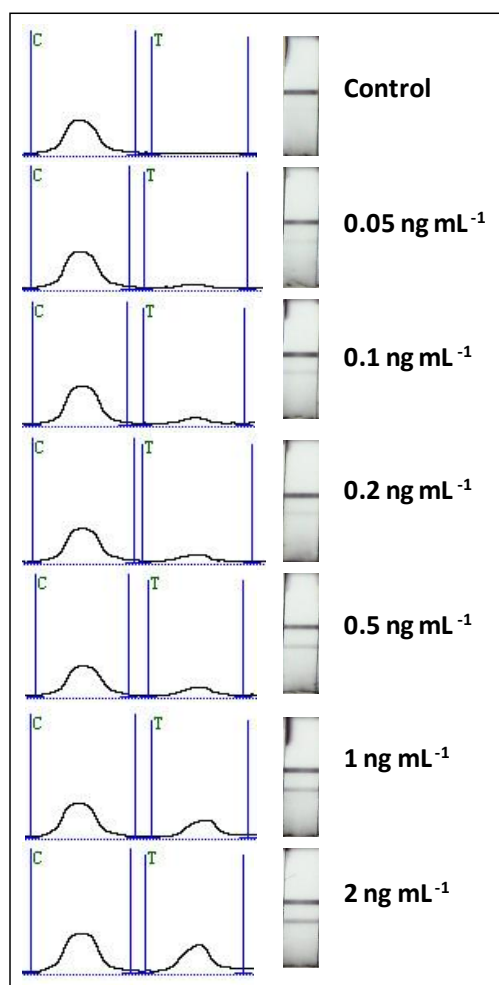 C T
Control
C T
0.05 ng mL⁻¹
C T
0.1 ng mL⁻¹
C T
0.2 ng mL⁻¹
C T
0.5 ng mL⁻¹
C T
1 ng mL⁻¹
C T
2 ng mL⁻¹